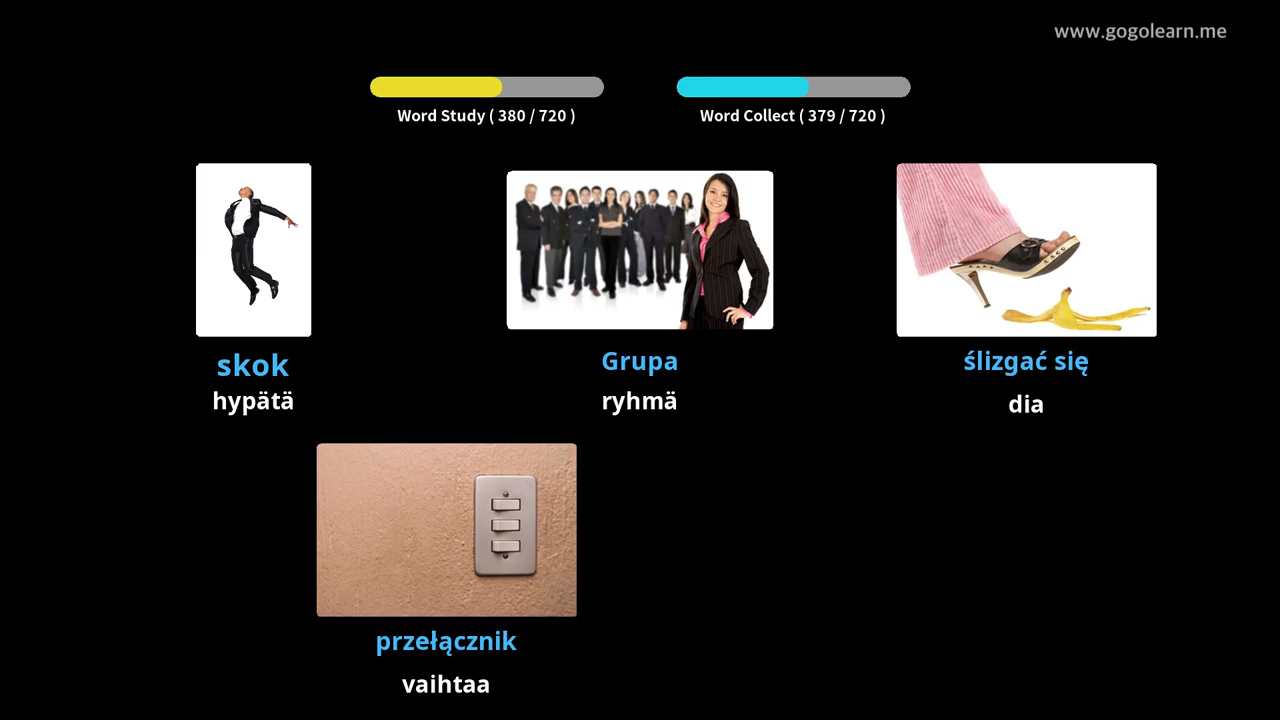 www.gogolearn.me
Word Study ( 380 / 720 )
Word Collect ( 379 / 720 )
skok
hypätä
Grupa
ryhmä
ślizgać się
dia
przełącznik
vaihtaa